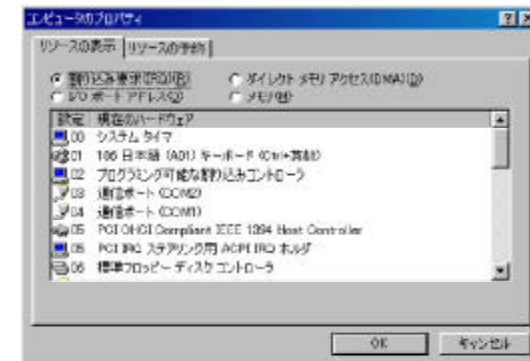 コンピュータのプロパティ
リソースの表示 リソースの予約
割り込み要求(IRQ)(R) ダイレクト メモリ アクセス(DMA)(D)
I/O ポート アドレス(I) メモリ(M)
設定 現在のハードウェア
00 システム タイマ
01 106 日本語 (A01) キーボード (Ctrl+英数)
02 プログラミング可能な割り込みコントローラ
03 通信ポート (COM2)
04 通信ポート (COM1)
05 PCI OHCI Compliant IEEE 1394 Host Controller
05 PCI IRQ ステアリング用 ACPI IRQ ホルダ
06 標準フロッピー ディスク コントローラ
OK キャンセル